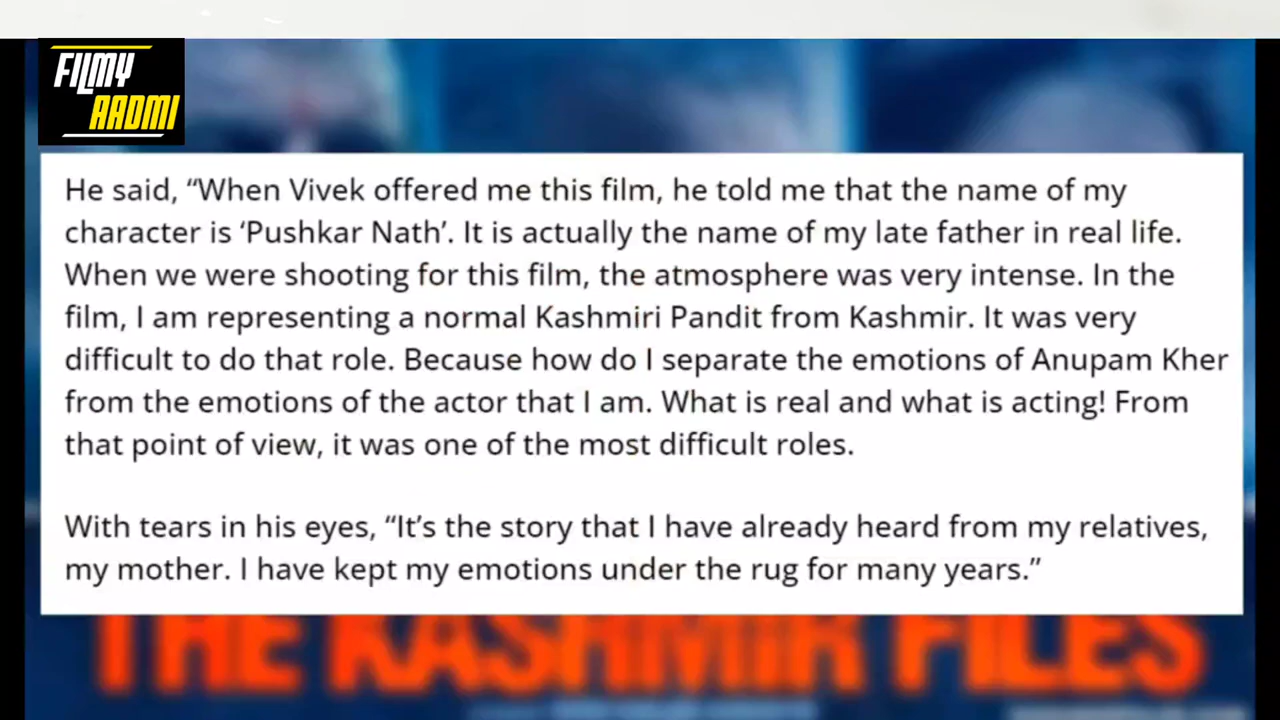 FILMY
AADMI
He said, “When Vivek offered me this film, he told me that the name of my
character is ‘Pushkar Nath’. It is actually the name of my late father in real life.
When we were shooting for this film, the atmosphere was very intense. In the
film, I am representing a normal Kashmiri Pandit from Kashmir. It was very
difficult to do that role. Because how do I separate the emotions of Anupam Kher
from the emotions of the actor that I am. What is real and what is acting! From
that point of view, it was one of the most difficult roles.
With tears in his eyes, “It’s the story that I have already heard from my relatives,
my mother. I have kept my emotions under the rug for many years.”
THE KASHMIR FILES